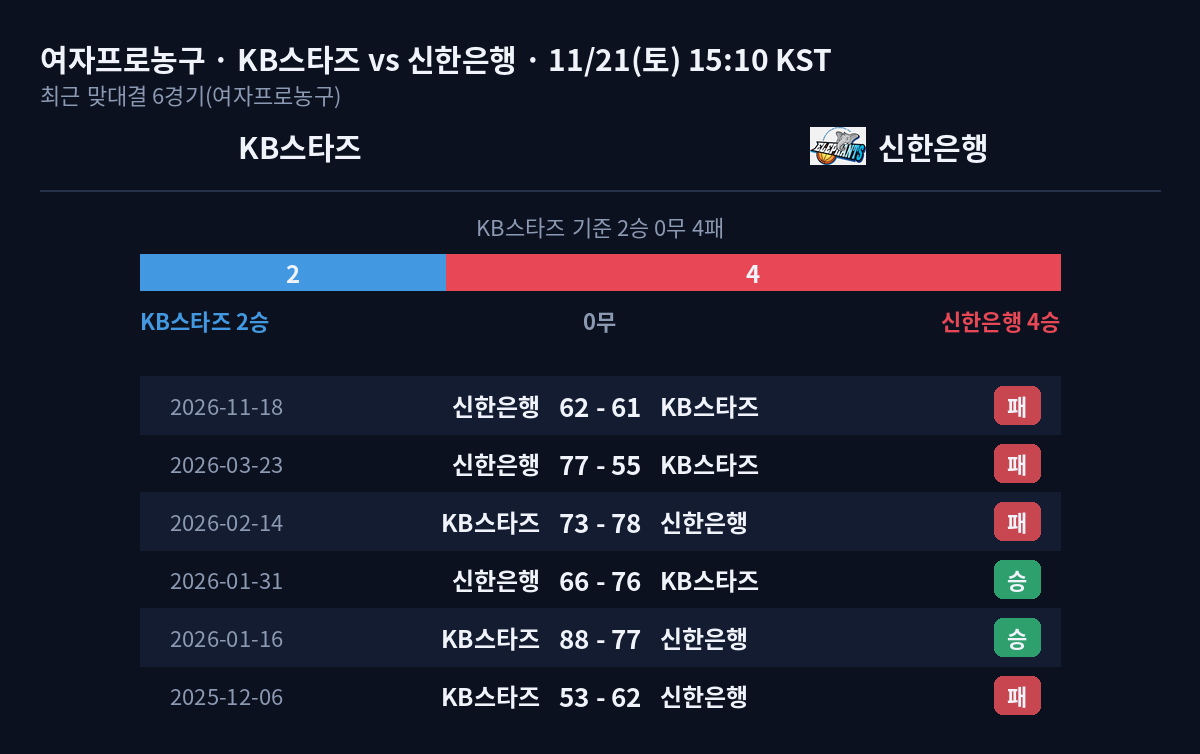 여자프로농구 · KB스타즈 vs 신한은행 · 11/21(토) 15:10 KST
최근 맞대결 6경기(여자프로농구)
KB스타즈
ELEPHANTS
신한은행
KB스타즈 기준 2승 0무 4패
2 4
KB스타즈 2승 0무 신한은행 4승
2026-11-18 신한은행 62 - 61 KB스타즈 패
2026-03-23 신한은행 77 - 55 KB스타즈 패
2026-02-14 KB스타즈 73 - 78 신한은행 패
2026-01-31 신한은행 66 - 76 KB스타즈 승
2026-01-16 KB스타즈 88 - 77 신한은행 승
2025-12-06 KB스타즈 53 - 62 신한은행 패